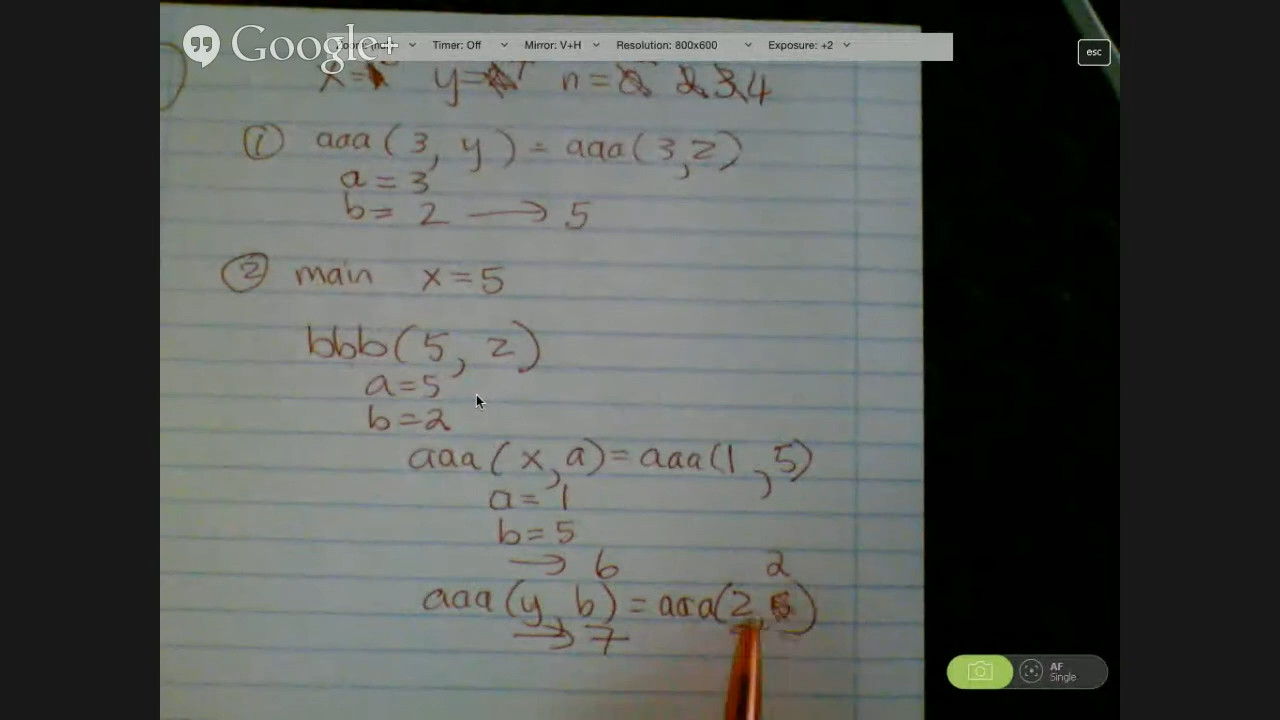 Google+
Timer: Off Mirror: V+H Resolution: 800x600 Exposure: +2
esc
x= y= n= 2 3 4
① aaa(3, y) = aaa(3,2)
a = 3
b = 2 → 5
② main x=5
bbb(5, 2)
a=5
b=2
aaa(x,a)=aaa(1,5)
a= 1
b=5
→ 6 2
aaa(y, b) = aaa(2, )
→ 7
AF
Single